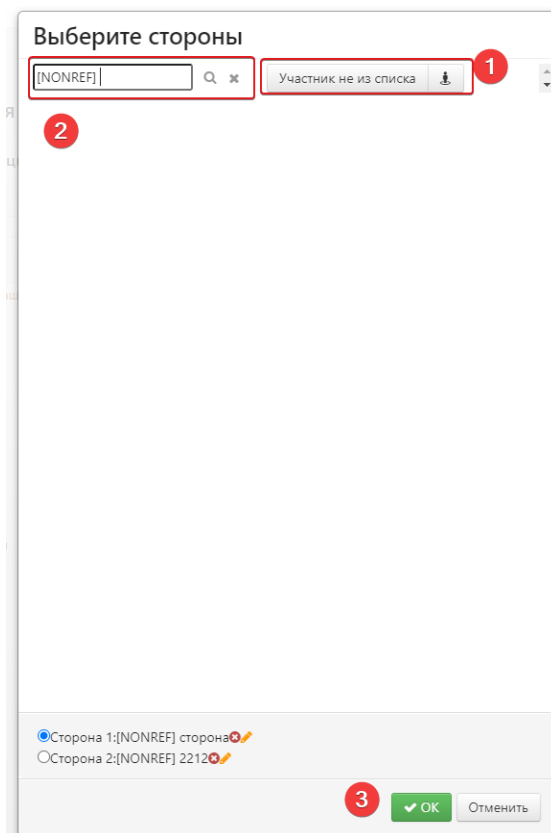 Выберите стороны
[NONREF]
Участник не из списка
1
2
Сторона 1:[NONREF] сторона
Сторона 2:[NONREF] 2212
3
ОК
Отменить